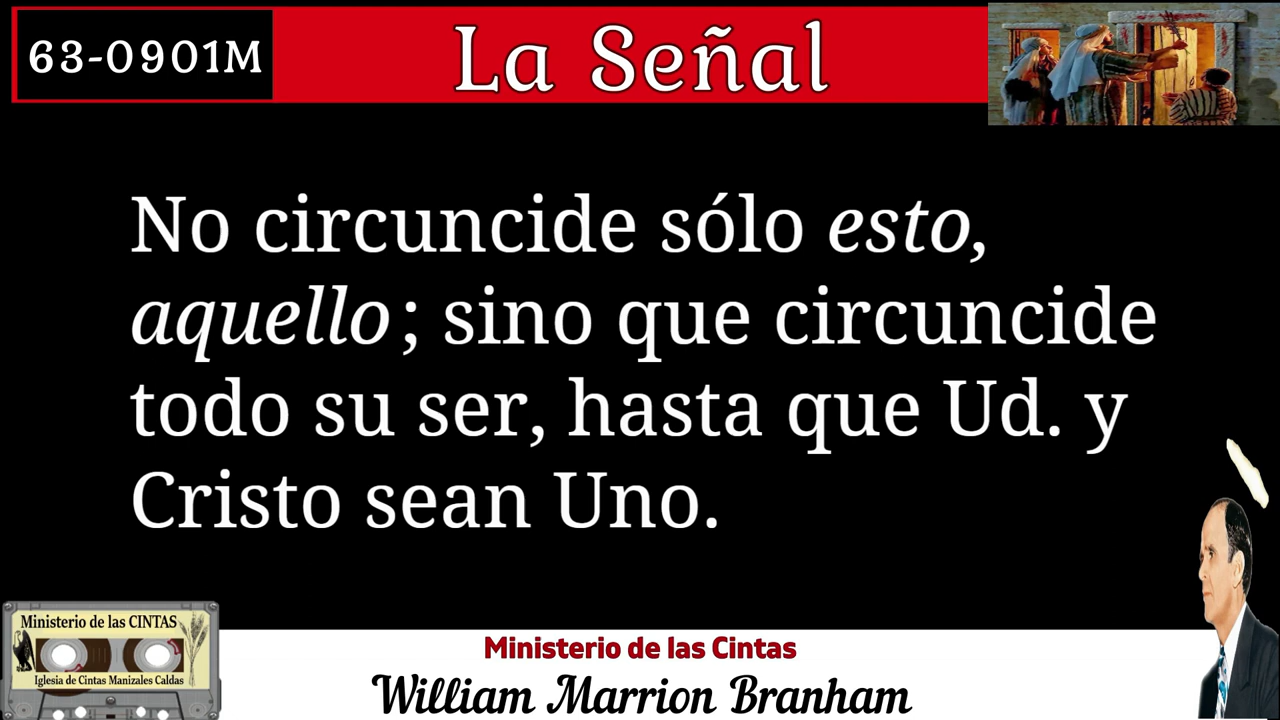 63-0901M
La Señal
No circuncide sólo esto,
aquello; sino que circuncide
todo su ser, hasta que Ud. y
Cristo sean Uno.
Ministerio de las CINTAS
Iglesia de Cintas Manizales Caldas
Ministerio de las Cintas
William Marrion Branham